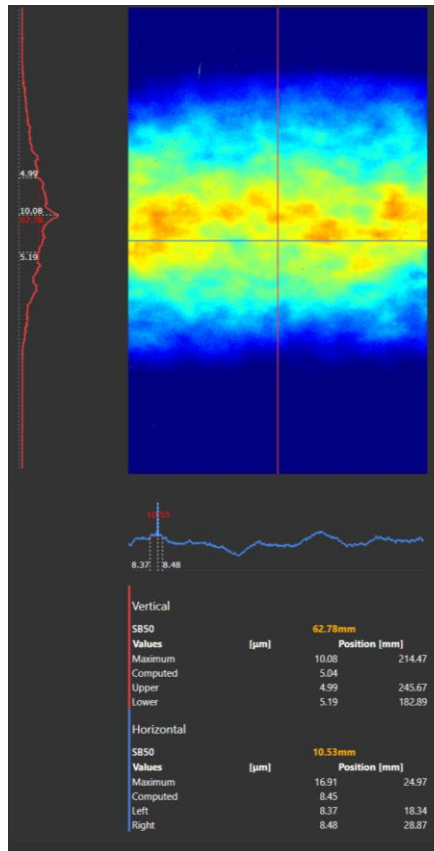 4.99
10.08
62.78
5.19
10.53
8.37 8.48
Vertical
SB50 62.78mm
Values [µm] Position [mm]
Maximum 10.08 214.47
Computed 5.04
Upper 4.99 245.67
Lower 5.19 182.89
Horizontal
SB50 10.53mm
Values [µm] Position [mm]
Maximum 16.91 24.97
Computed 8.45
Left 8.37 18.34
Right 8.48 28.87